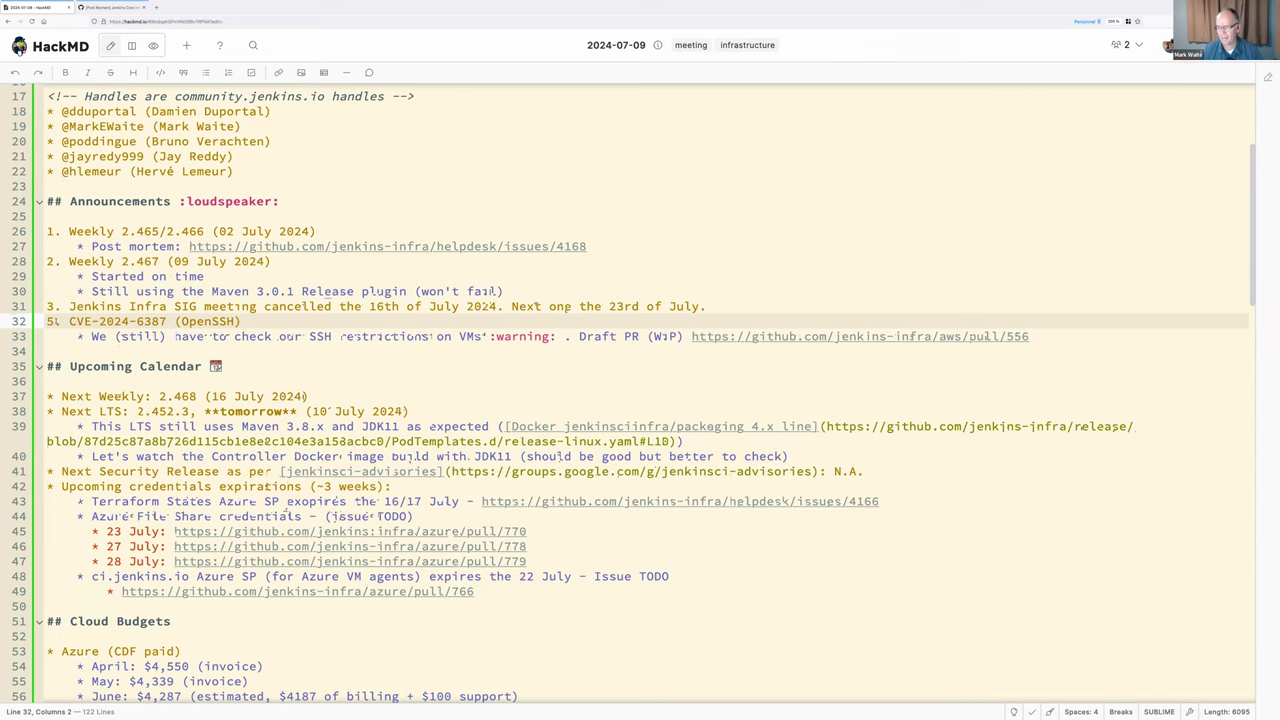 2024-07-09 - HackMD
[Post Mortem] Jenkins Core
Personnel
200 %
HackMD
2024-07-09
meeting
infrastructure
2
Mark Waite
17 <!-- Handles are community.jenkins.io handles -->
18 * @dduportal (Damien Duportal)
19 * @MarkEWaite (Mark Waite)
20 * @poddingue (Bruno Verachten)
21 * @jayredy999 (Jay Reddy)
22 * @hlemeur (Hervé Lemeur)
23
24 ## Announcements :loudspeaker:
25
26 1. Weekly 2.465/2.466 (02 July 2024)
27 * Post mortem: https://github.com/jenkins-infra/helpdesk/issues/4168
28 2. Weekly 2.467 (09 July 2024)
29 * Started on time
30 * Still using the Maven 3.0.1 Release plugin (won't fail)
31 3. Jenkins Infra SIG meeting cancelled the 16th of July 2024. Next one the 23rd of July.
32 5. CVE-2024-6387 (OpenSSH)
33 * We (still) have to check our SSH restrictions on VMs :warning: . Draft PR (WiP) https://github.com/jenkins-infra/aws/pull/556
34
35 ## Upcoming Calendar 📆
36
37 * Next Weekly: 2.468 (16 July 2024)
38 * Next LTS: 2.452.3, **tomorrow** (10 July 2024)
39 * This LTS still uses Maven 3.8.x and JDK11 as expected ([Docker jenkinsciinfra/packaging 4.x line](https://github.com/jenkins-infra/release/
blob/87d25c87a8b726d115cb1e8e2c104e3a153acbc0/PodTemplates.d/release-linux.yaml#L10))
40 * Let's watch the Controller Docker image build with JDK11 (should be good but better to check)
41 * Next Security Release as per [jenkinsci-advisories](https://groups.google.com/g/jenkinsci-advisories): N.A.
42 * Upcoming credentials expirations (~3 weeks):
43 * Terraform States Azure SP exopires the 16/17 July - https://github.com/jenkins-infra/helpdesk/issues/4166
44 * Azure File Share credentials - (issue TODO)
45 * 23 July: https://github.com/jenkins-infra/azure/pull/770
46 * 27 July: https://github.com/jenkins-infra/azure/pull/778
47 * 28 July: https://github.com/jenkins-infra/azure/pull/779
48 * ci.jenkins.io Azure SP (for Azure VM agents) expires the 22 July - Issue TODO
49 * https://github.com/jenkins-infra/azure/pull/766
50
51 ## Cloud Budgets
52
53 * Azure (CDF paid)
54 * April: $4,550 (invoice)
55 * May: $4,339 (invoice)
56 * June: $4,287 (estimated, $4187 of billing + $100 support)
Line 32, Columns 2 — 122 Lines
Spaces: 4
Breaks
SUBLIME
Length: 6095